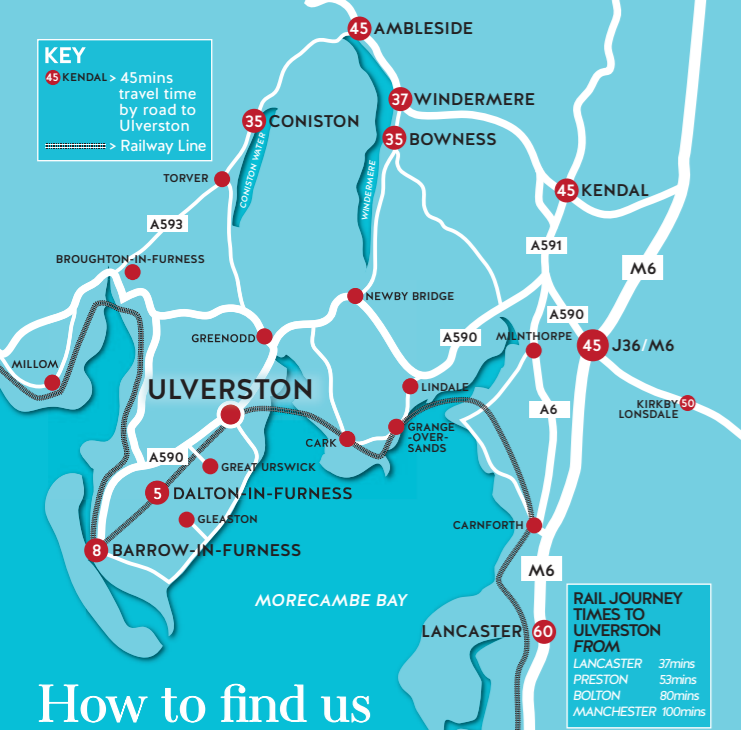 45 AMBLESIDE
KEY
45 KENDAL > 45mins
travel time
by road to
Ulverston
> Railway Line
37 WINDERMERE
35 CONISTON
35 BOWNESS
CONISTON WATER
WINDERMERE
TORVER
45 KENDAL
A593
A591
BROUGHTON-IN-FURNESS
M6
NEWBY BRIDGE
A590
GREENODD
A590
MILNTHORPE
45 J36/M6
MILLOM
ULVERSTON
LINDALE
KIRKBY 50
LONSDALE
A6
GRANGE
-OVER-
SANDS
CARK
A590
GREAT URSWICK
5 DALTON-IN-FURNESS
GLEASTON
CARNFORTH
8 BARROW-IN-FURNESS
M6
MORECAMBE BAY
LANCASTER 60
RAIL JOURNEY
TIMES TO
ULVERSTON
FROM
LANCASTER 37mins
PRESTON 53mins
BOLTON 80mins
MANCHESTER 100mins
How to find us